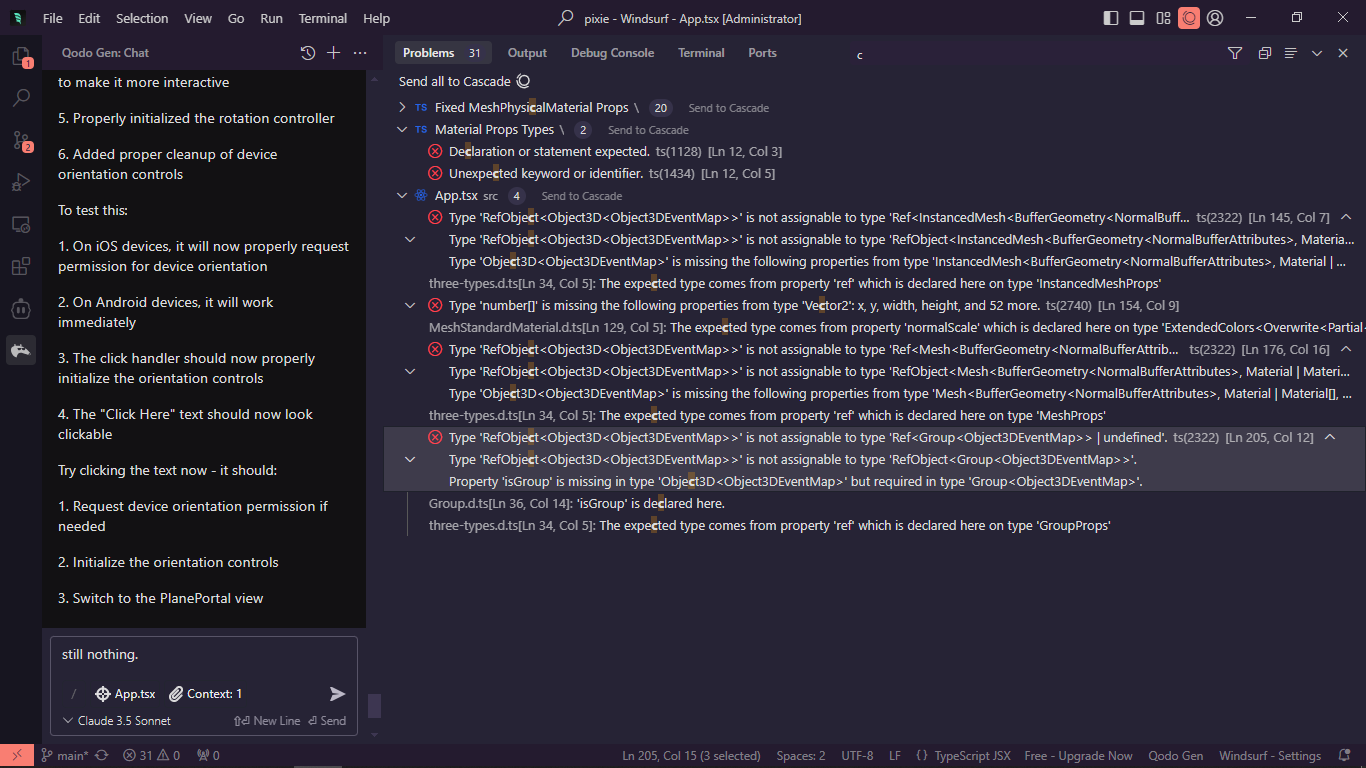 File Edit Selection View Go Run Terminal Help
pixie - Windsurf - App.tsx [Administrator]
Qodo Gen: Chat
to make it more interactive
5. Properly initialized the rotation controller
6. Added proper cleanup of device
orientation controls
To test this:
1. On iOS devices, it will now properly request
permission for device orientation
2. On Android devices, it will work
immediately
3. The click handler should now properly
initialize the orientation controls
4. The "Click Here" text should now look
clickable
Try clicking the text now - it should:
1. Request device orientation permission if
needed
2. Initialize the orientation controls
3. Switch to the PlanePortal view
still nothing.
/ App.tsx Context: 1
Claude 3.5 Sonnet ⇧⏎ New Line ⏎ Send
1
2
Problems 31 Output Debug Console Terminal Ports c
Send all to Cascade
TS Fixed MeshPhysicalMaterial Props \ 20 Send to Cascade
TS Material Props Types \ 2 Send to Cascade
Declaration or statement expected. ts(1128) [Ln 12, Col 3]
Unexpected keyword or identifier. ts(1434) [Ln 12, Col 5]
App.tsx src 4 Send to Cascade
Type 'RefObject<Object3D<Object3DEventMap>>' is not assignable to type 'Ref<InstancedMesh<BufferGeometry<NormalBuff... ts(2322) [Ln 145, Col 7]
Type 'RefObject<Object3D<Object3DEventMap>>' is not assignable to type 'RefObject<InstancedMesh<BufferGeometry<NormalBufferAttributes>, Materia...
Type 'Object3D<Object3DEventMap>' is missing the following properties from type 'InstancedMesh<BufferGeometry<NormalBufferAttributes>, Material | ...
three-types.d.ts[Ln 34, Col 5]: The expected type comes from property 'ref' which is declared here on type 'InstancedMeshProps'
Type 'number[]' is missing the following properties from type 'Vector2': x, y, width, height, and 52 more. ts(2740) [Ln 154, Col 9]
MeshStandardMaterial.d.ts[Ln 129, Col 5]: The expected type comes from property 'normalScale' which is declared here on type 'ExtendedColors<Overwrite<Partial<
Type 'RefObject<Object3D<Object3DEventMap>>' is not assignable to type 'Ref<Mesh<BufferGeometry<NormalBufferAttrib... ts(2322) [Ln 176, Col 16]
Type 'RefObject<Object3D<Object3DEventMap>>' is not assignable to type 'RefObject<Mesh<BufferGeometry<NormalBufferAttributes>, Material | Materi...
Type 'Object3D<Object3DEventMap>' is missing the following properties from type 'Mesh<BufferGeometry<NormalBufferAttributes>, Material | Material[], ...
three-types.d.ts[Ln 34, Col 5]: The expected type comes from property 'ref' which is declared here on type 'MeshProps'
Type 'RefObject<Object3D<Object3DEventMap>>' is not assignable to type 'Ref<Group<Object3DEventMap>> | undefined'. ts(2322) [Ln 205, Col 12]
Type 'RefObject<Object3D<Object3DEventMap>>' is not assignable to type 'RefObject<Group<Object3DEventMap>>'.
Property 'isGroup' is missing in type 'Object3D<Object3DEventMap>' but required in type 'Group<Object3DEventMap>'.
Group.d.ts[Ln 36, Col 14]: 'isGroup' is declared here.
three-types.d.ts[Ln 34, Col 5]: The expected type comes from property 'ref' which is declared here on type 'GroupProps'
main* 31 0 0 Ln 205, Col 15 (3 selected) Spaces: 2 UTF-8 LF {} TypeScript JSX Free - Upgrade Now Qodo Gen Windsurf - Settings